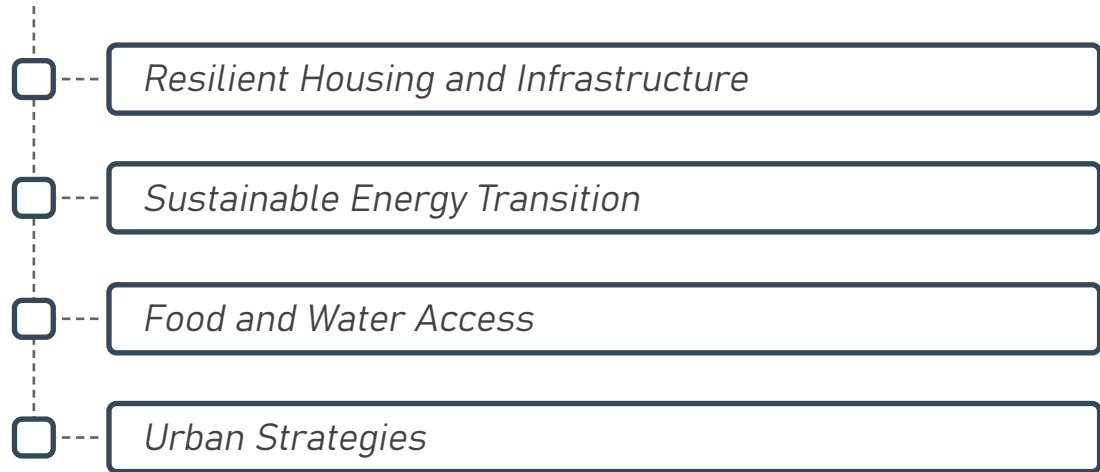 Resilient Housing and Infrastructure
Sustainable Energy Transition
Food and Water Access
Urban Strategies